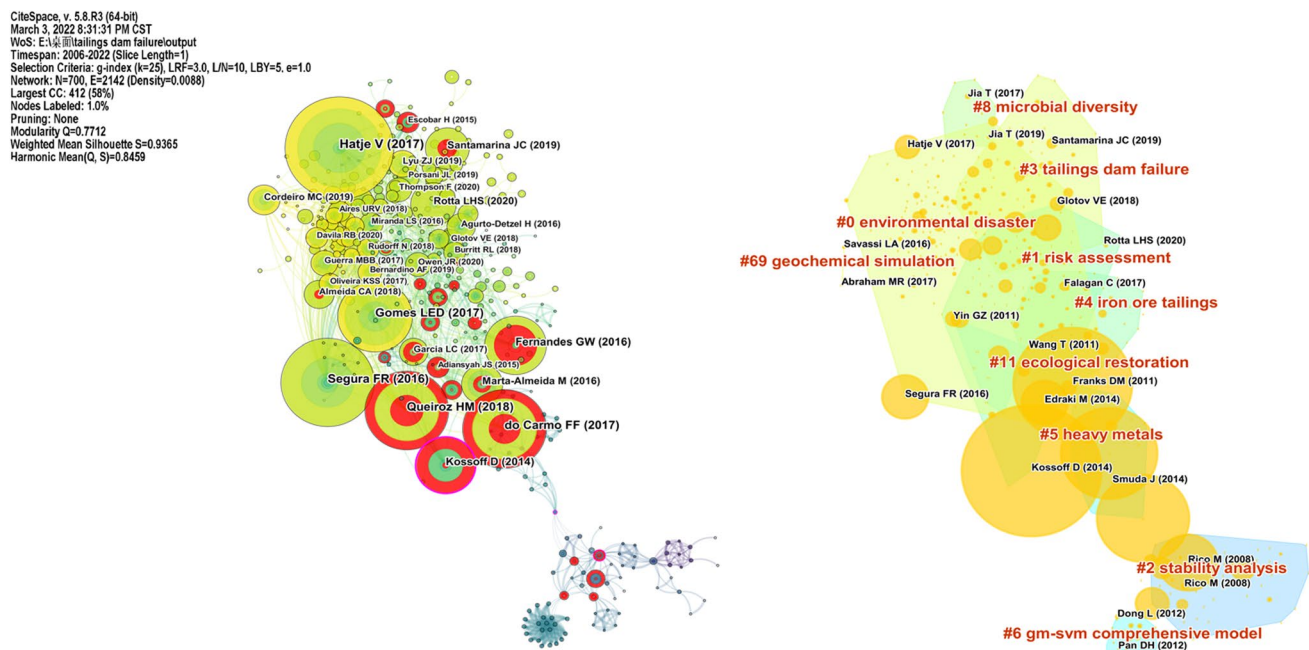 CiteSpace, v. 5.8.R3 (64-bit)
March 3, 2022 8:31:31 PM CST
WoS: E:\桌面\tailings dam failure\output
Timespan: 2006-2022 (Slice Length=1)
Selection Criteria: g-index (k=25), LRF=3.0, L/N=10, LBY=5, e=1.0
Network: N=700, E=2142 (Density=0.0088)
Largest CC: 412 (58%)
Nodes Labeled: 1.0%
Pruning: None
Modularity Q=0.7712
Weighted Mean Silhouette S=0.9365
Harmonic Mean(Q, S)=0.8459
Escobar H (2015)
Hatje V (2017)
Santamarina JC (2019)
Lyu ZJ (2019)
Porsani JL (2019)
Thompson F (2020)
Cordeiro MC (2019)
Rotta LHS (2020)
Aires URV (2018)
Miranda LS (2016)
Agurto-Detzel H (2016)
Davila RB (2020)
Glotov VE (2018)
Rudorff N (2018)
Burritt RL (2018)
Guerra MBB (2017)
Owen JR (2020)
Bernardino AF (2019)
Oliveira KSS (2017)
Almeida CA (2018)
Gomes LED (2017)
Fernandes GW (2016)
Garcia LC (2017)
Adiansyah JS (2015)
Segura FR (2016)
Marta-Almeida M (2016)
Queiroz HM (2018)
do Carmo FF (2017)
Kossoff D (2014)
Jia T (2017)
#8 microbial diversity
Jia T (2019)
Santamarina JC (2019)
Hatje V (2017)
#3 tailings dam failure
Glotov VE (2018)
#0 environmental disaster
Savassi LA (2016)
Rotta LHS (2020)
#69 geochemical simulation
#1 risk assessment
Abraham MR (2017)
Falagan C (2017)
#4 iron ore tailings
Yin GZ (2011)
Wang T (2011)
#11 ecological restoration
Franks DM (2011)
Segura FR (2016)
Edraki M (2014)
#5 heavy metals
Kossoff D (2014)
Smuda J (2014)
Rico M (2008)
#2 stability analysis
Rico M (2008)
Dong L (2012)
#6 gm-svm comprehensive model
Pan DH (2012)